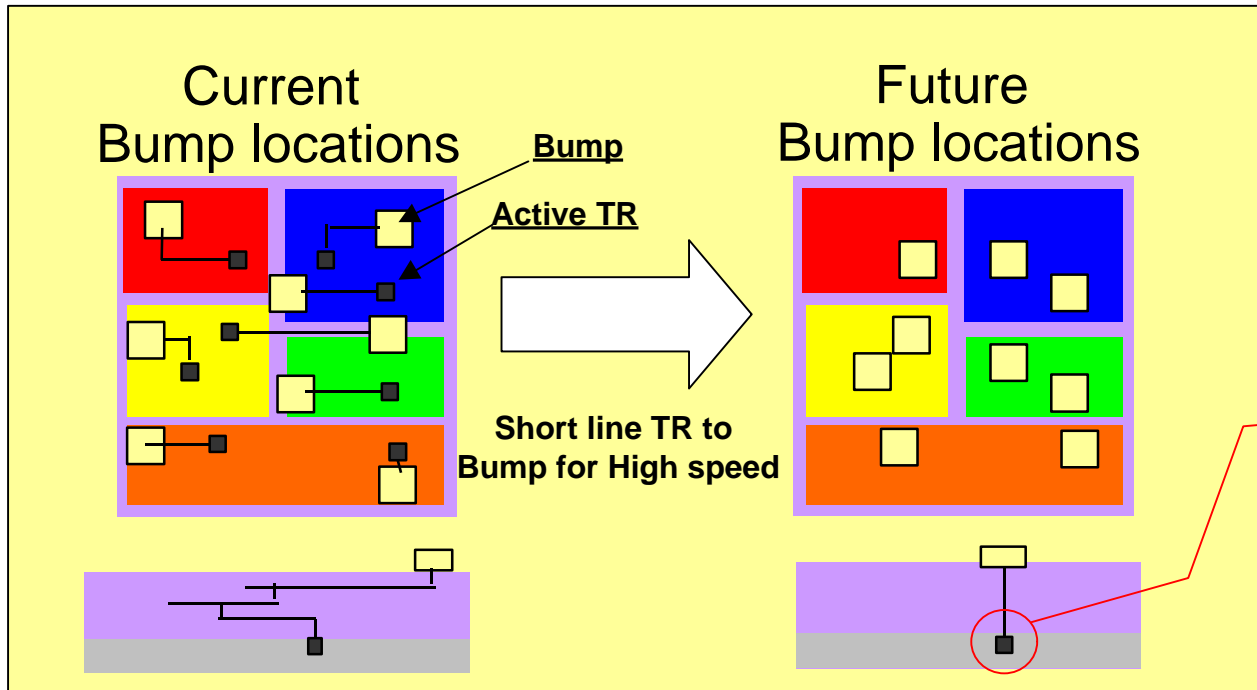 Current
Bump locations
Future
Bump locations
Bump
Active TR
Short line TR to
Bump for High speed